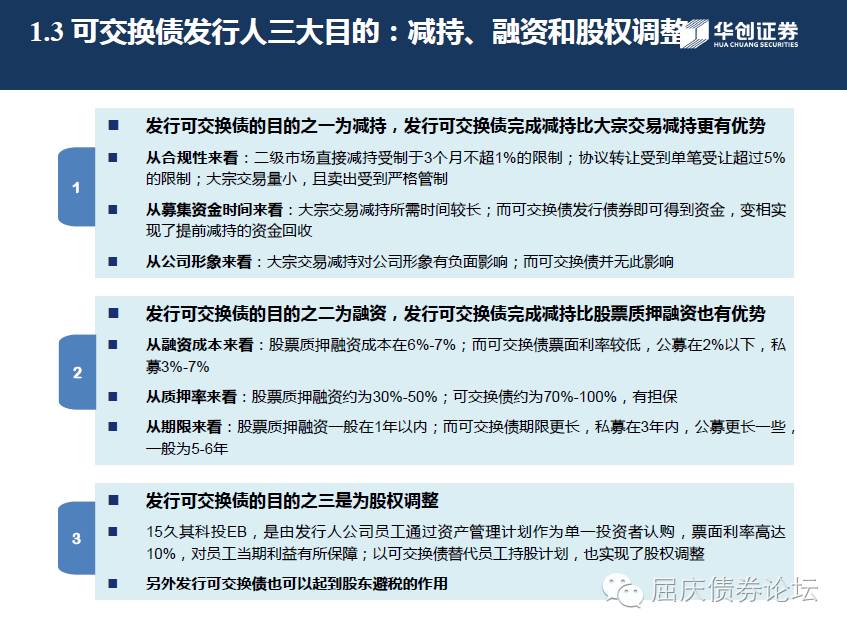 1.3 可交换债发行人三大目的：减持、融资和股权调整
华创证券
HUA CHUANG SECURITIES
1
■ 发行可交换债的目的之一为减持，发行可交换债完成减持比大宗交易减持更有优势
■ 从合规性来看：二级市场直接减持受制于3个月不超1%的限制；协议转让受到单笔受让超过5%
的限制；大宗交易量小，且卖出受到严格管制
■ 从募集资金时间来看：大宗交易减持所需时间较长；而可交换债发行债券即可得到资金，变相实
现了提前减持的资金回收
■ 从公司形象来看：大宗交易减持对公司形象有负面影响；而可交换债并无此影响
2
■ 发行可交换债的目的之二为融资，发行可交换债完成减持比股票质押融资也有优势
■ 从融资成本来看：股票质押融资成本在6%-7%；而可交换债票面利率较低，公募在2%以下，私
募3%-7%
■ 从质押率来看：股票质押融资约为30%-50%；可交换债约为70%-100%，有担保
■ 从期限来看：股票质押融资一般在1年以内；而可交换债期限更长，私募在3年内，公募更长一些，
一般为5-6年
3
■ 发行可交换债的目的之三是为股权调整
■ 15久其科投EB，是由发行人公司员工通过资产管理计划作为单一投资者认购，票面利率高达
10%，对员工当期利益有所保障；以可交换债替代员工持股计划，也实现了股权调整
■ 另外发行可交换债也可以起到股东避税的作用
屈庆债券论坛